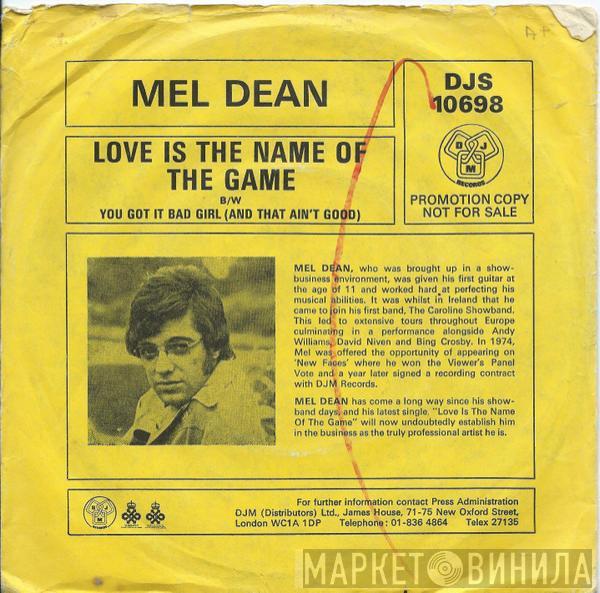 AF
MEL DEAN
DJS
10698
D J
M
RECORDS
PROMOTION COPY
NOT FOR SALE
LOVE IS THE NAME OF
THE GAME
B/W
YOU GOT IT BAD GIRL (AND THAT AIN'T GOOD)
MEL DEAN, who was brought up in a show-
business environment, was given his first guitar at
the age of 11 and worked hard at perfecting his
musical abilities. It was whilst in Ireland that he
came to join his first band, The Caroline Showband.
This led to extensive tours throughout Europe
culminating in a performance alongside Andy
Williams, David Niven and Bing Crosby. In 1974,
Mel was offered the opportunity of appearing on
'New Faces' where he won the Viewer's Panel
Vote and a year later signed a recording contract
with DJM Records.
MEL DEAN has come a long way since his show-
band days, and his latest single, "Love Is The Name
Of The Game" will now undoubtedly establish him
in the business as the truly professional artist he is.
D J
M
RECORDS
For further information contact Press Administration
DJM (Distributors) Ltd., James House, 71-75 New Oxford Street,
London WC1A 1DP Telephone: 01-836 4864 Telex 27135
МАРКЕТ ВИНИЛА